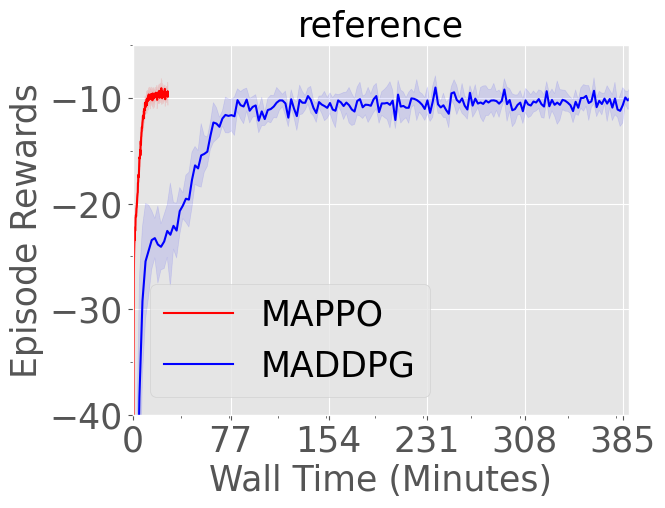 reference
Episode Rewards
−10
−20
−30
−40
MAPPO
MADDPG
0 77 154 231 308 385
Wall Time (Minutes)